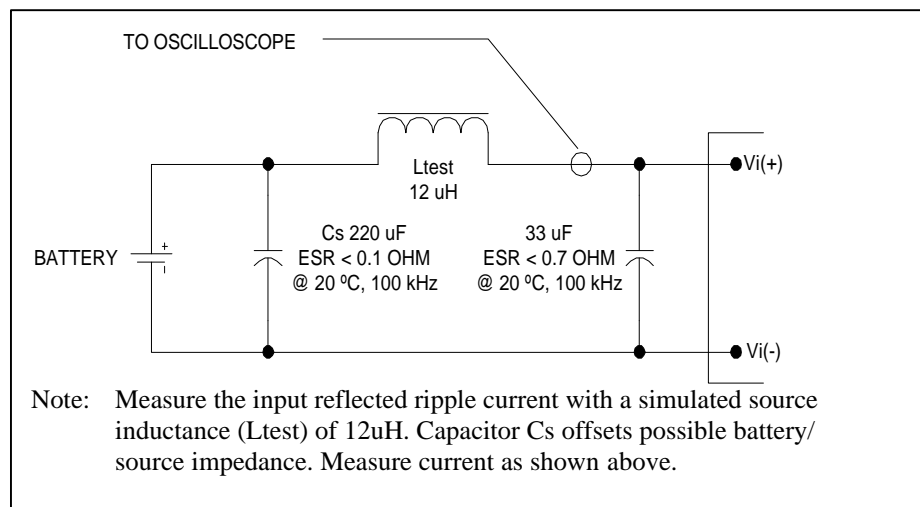 TO OSCILLOSCOPE
Ltest
12 uH
Vi(+)
BATTERY
+
-
Cs 220 uF
ESR < 0.1 OHM
@ 20 ºC, 100 kHz
33 uF
ESR < 0.7 OHM
@ 20 ºC, 100 kHz
Vi(-)
Note: Measure the input reflected ripple current with a simulated source
inductance (Ltest) of 12uH. Capacitor Cs offsets possible battery/
source impedance. Measure current as shown above.